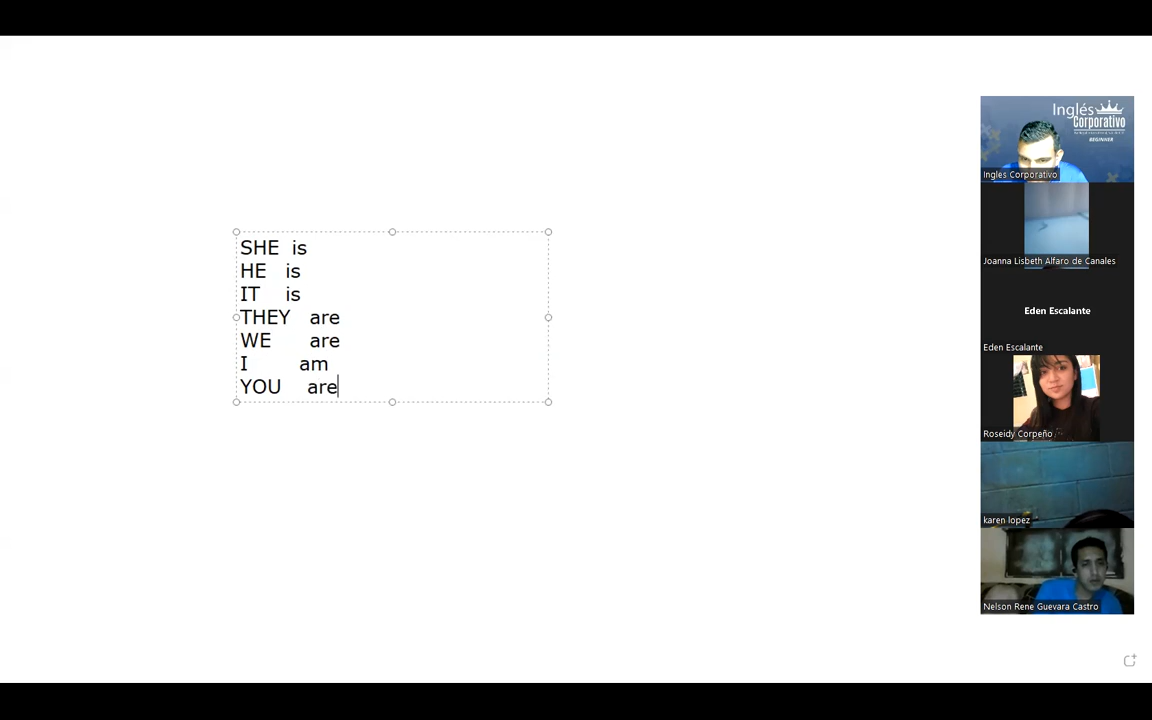 SHE is
HE is
IT is
THEY are
WE are
I am
YOU are
Inglés
Corporativo
BEGINNER
Ingles Corporativo
Joanna Lisbeth Alfaro de Canales
Eden Escalante
Eden Escalante
Roseidy Corpeño
karen lopez
Nelson Rene Guevara Castro